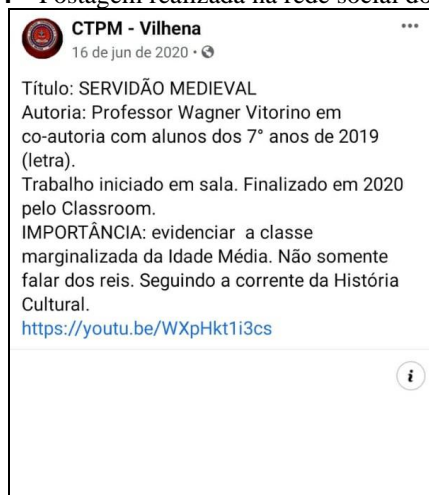 Postagem realizada na rede social do
CTPM - Vilhena
16 de jun de 2020 •
Título: SERVIDÃO MEDIEVAL
Autoria: Professor Wagner Vitorino em
co-autoria com alunos dos 7° anos de 2019
(letra).
Trabalho iniciado em sala. Finalizado em 2020
pelo Classroom.
IMPORTÂNCIA: evidenciar a classe
marginalizada da Idade Média. Não somente
falar dos reis. Seguindo a corrente da História
Cultural.
https://youtu.be/WXpHkt1i3cs
i